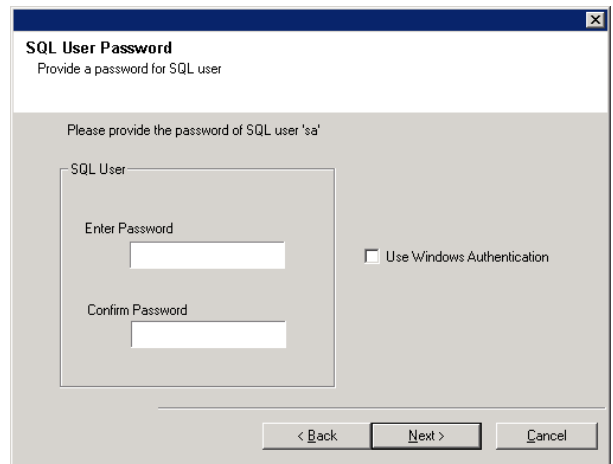 SQL User Password
Provide a password for SQL user
Please provide the password of SQL user 'sa'
SQL User
Enter Password
Use Windows Authentication
Confirm Password
< Back
Next >
Cancel